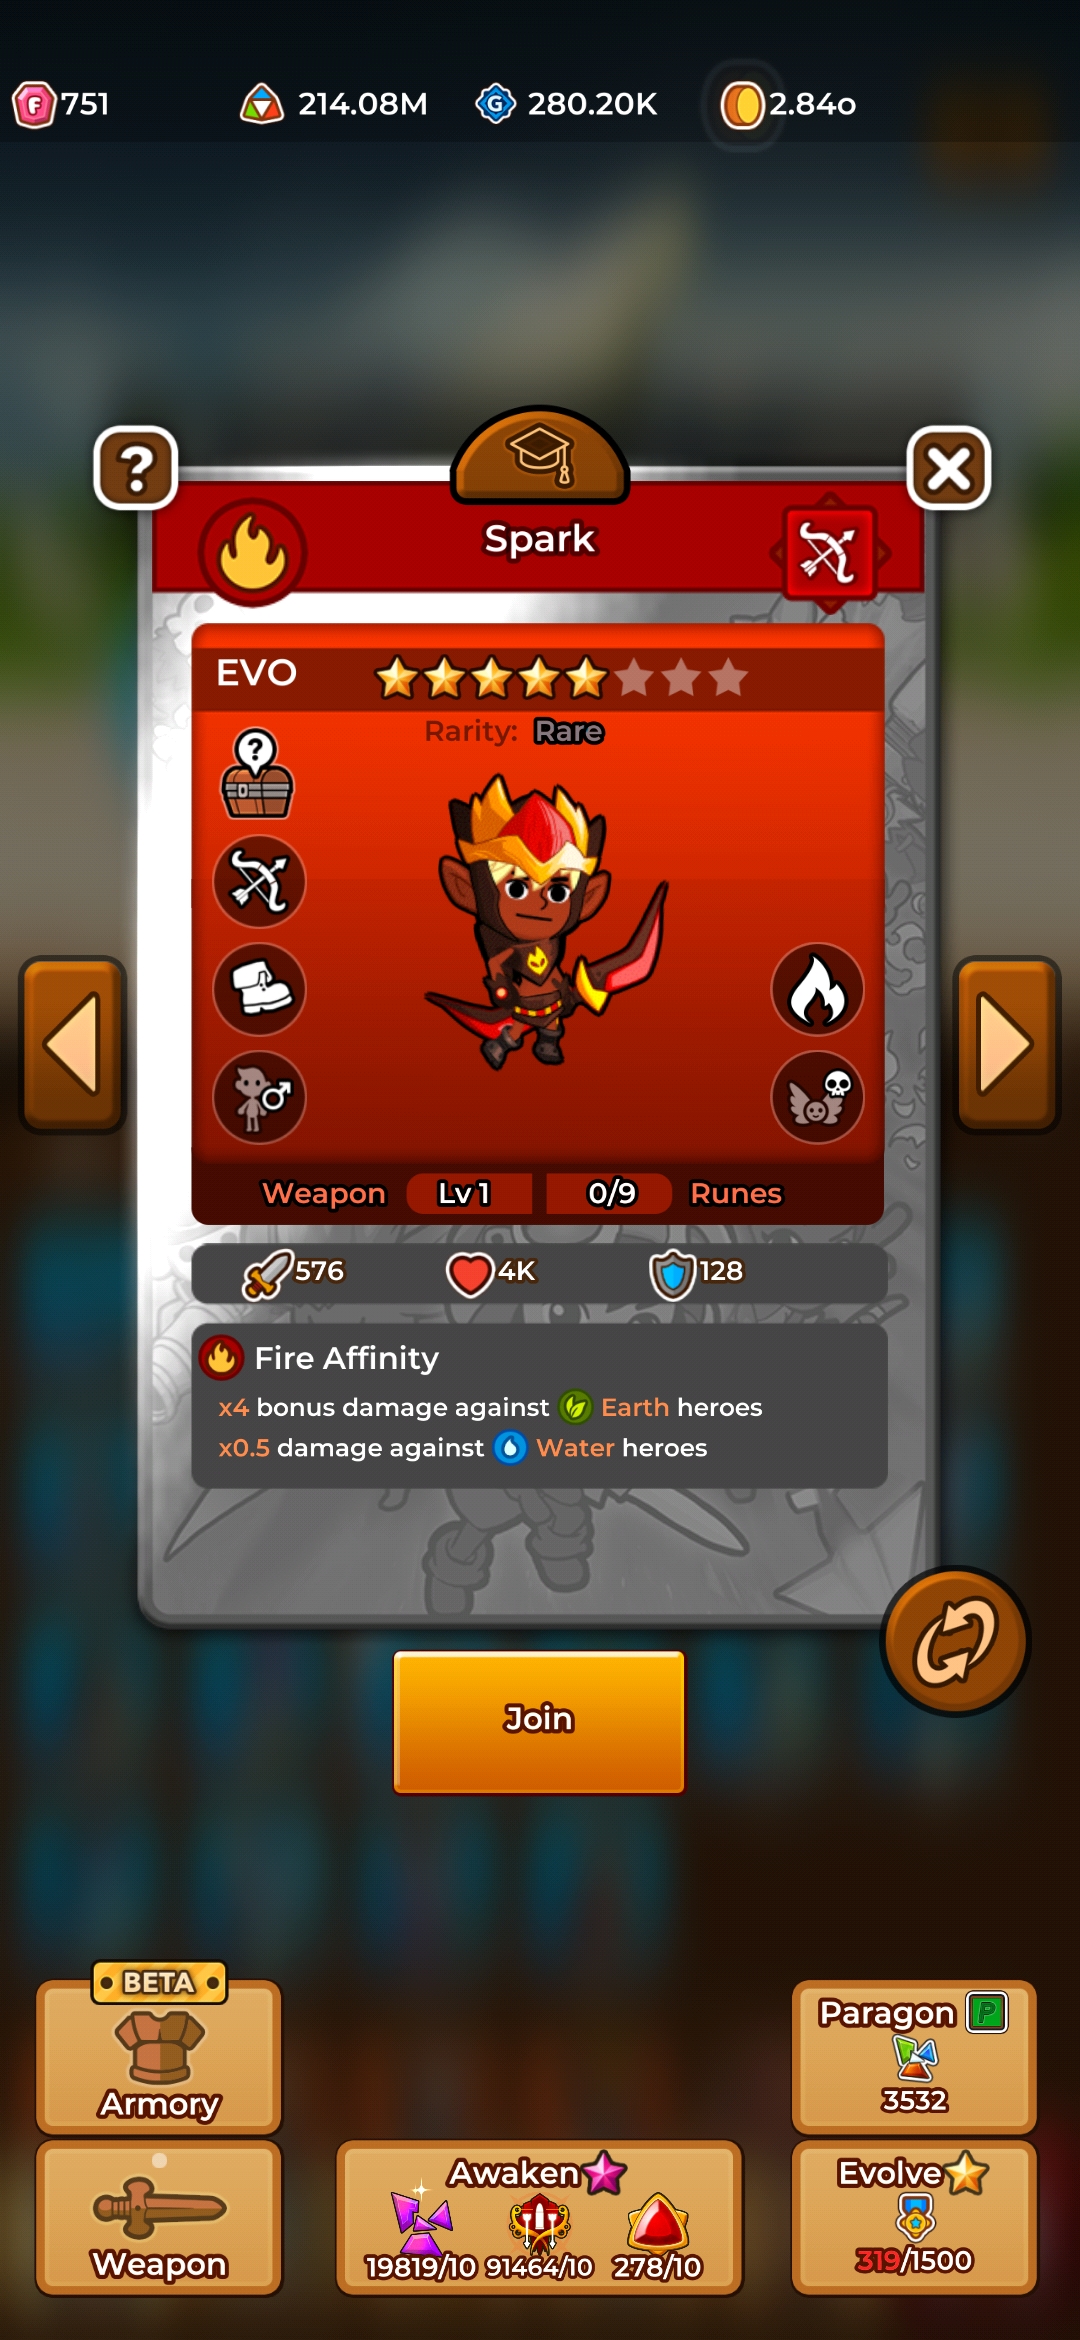 F 751 214.08M G 280.20K 2.84o
?
Spark
EVO
Rarity: Rare
?
Weapon Lv 1 0/9 Runes
576 4K 128
Fire Affinity
x4 bonus damage against Earth heroes
x0.5 damage against Water heroes
Join
BETA
Armory
Paragon P
3532
Weapon
Awaken
19819/10 91464/10 278/10
Evolve
319/1500